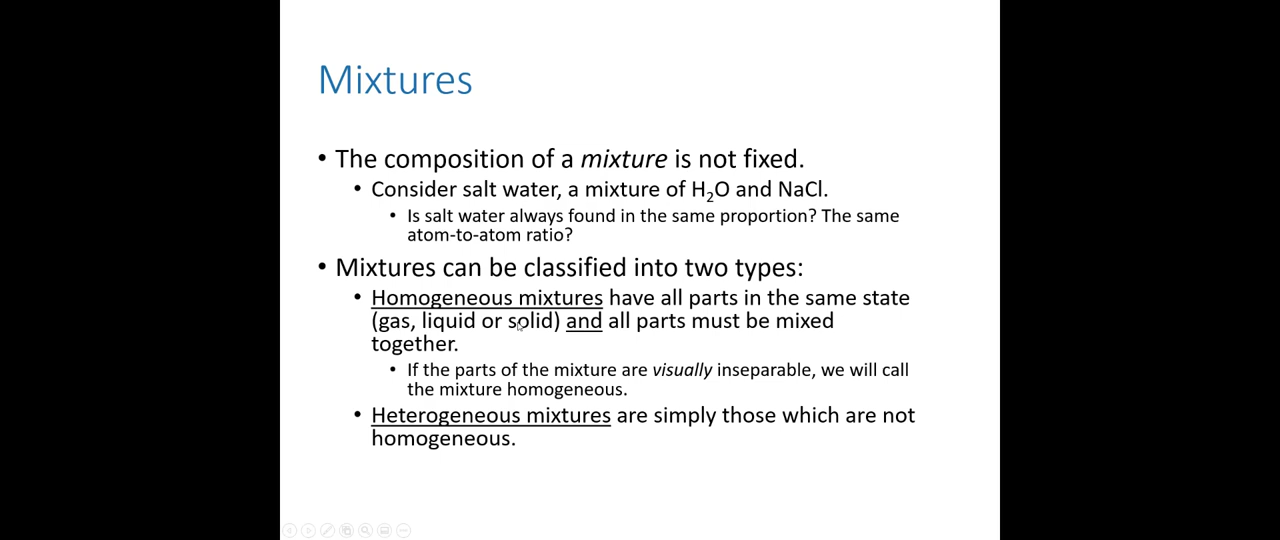 Mixtures
• The composition of a mixture is not fixed.
• Consider salt water, a mixture of H₂O and NaCl.
• Is salt water always found in the same proportion? The same
atom-to-atom ratio?
• Mixtures can be classified into two types:
• Homogeneous mixtures have all parts in the same state
(gas, liquid or solid) and all parts must be mixed
together.
• If the parts of the mixture are visually inseparable, we will call
the mixture homogeneous.
• Heterogeneous mixtures are simply those which are not
homogeneous.